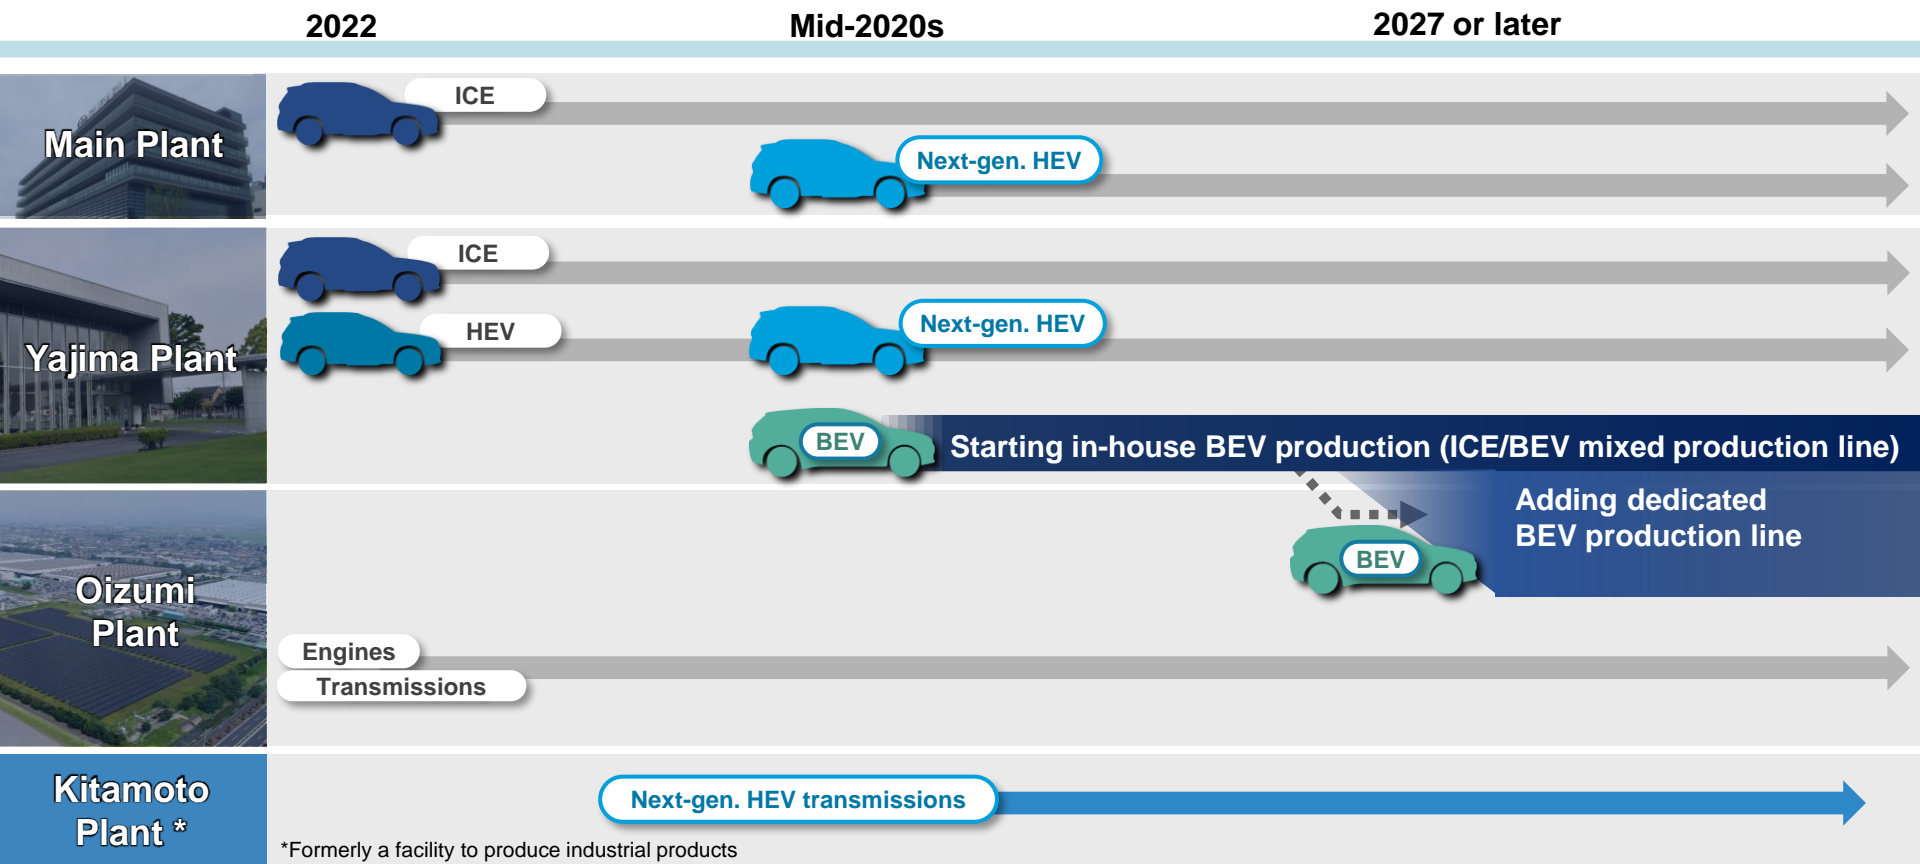 2022
Mid-2020s
2027 or later
Main Plant
ICE
Next-gen. HEV
Yajima Plant
ICE
HEV
Next-gen. HEV
BEV
Starting in-house BEV production (ICE/BEV mixed production line)
Adding dedicated
BEV production line
BEV
Oizumi
Plant
Engines
Transmissions
Kitamoto
Plant *
Next-gen. HEV transmissions
*Formerly a facility to produce industrial products